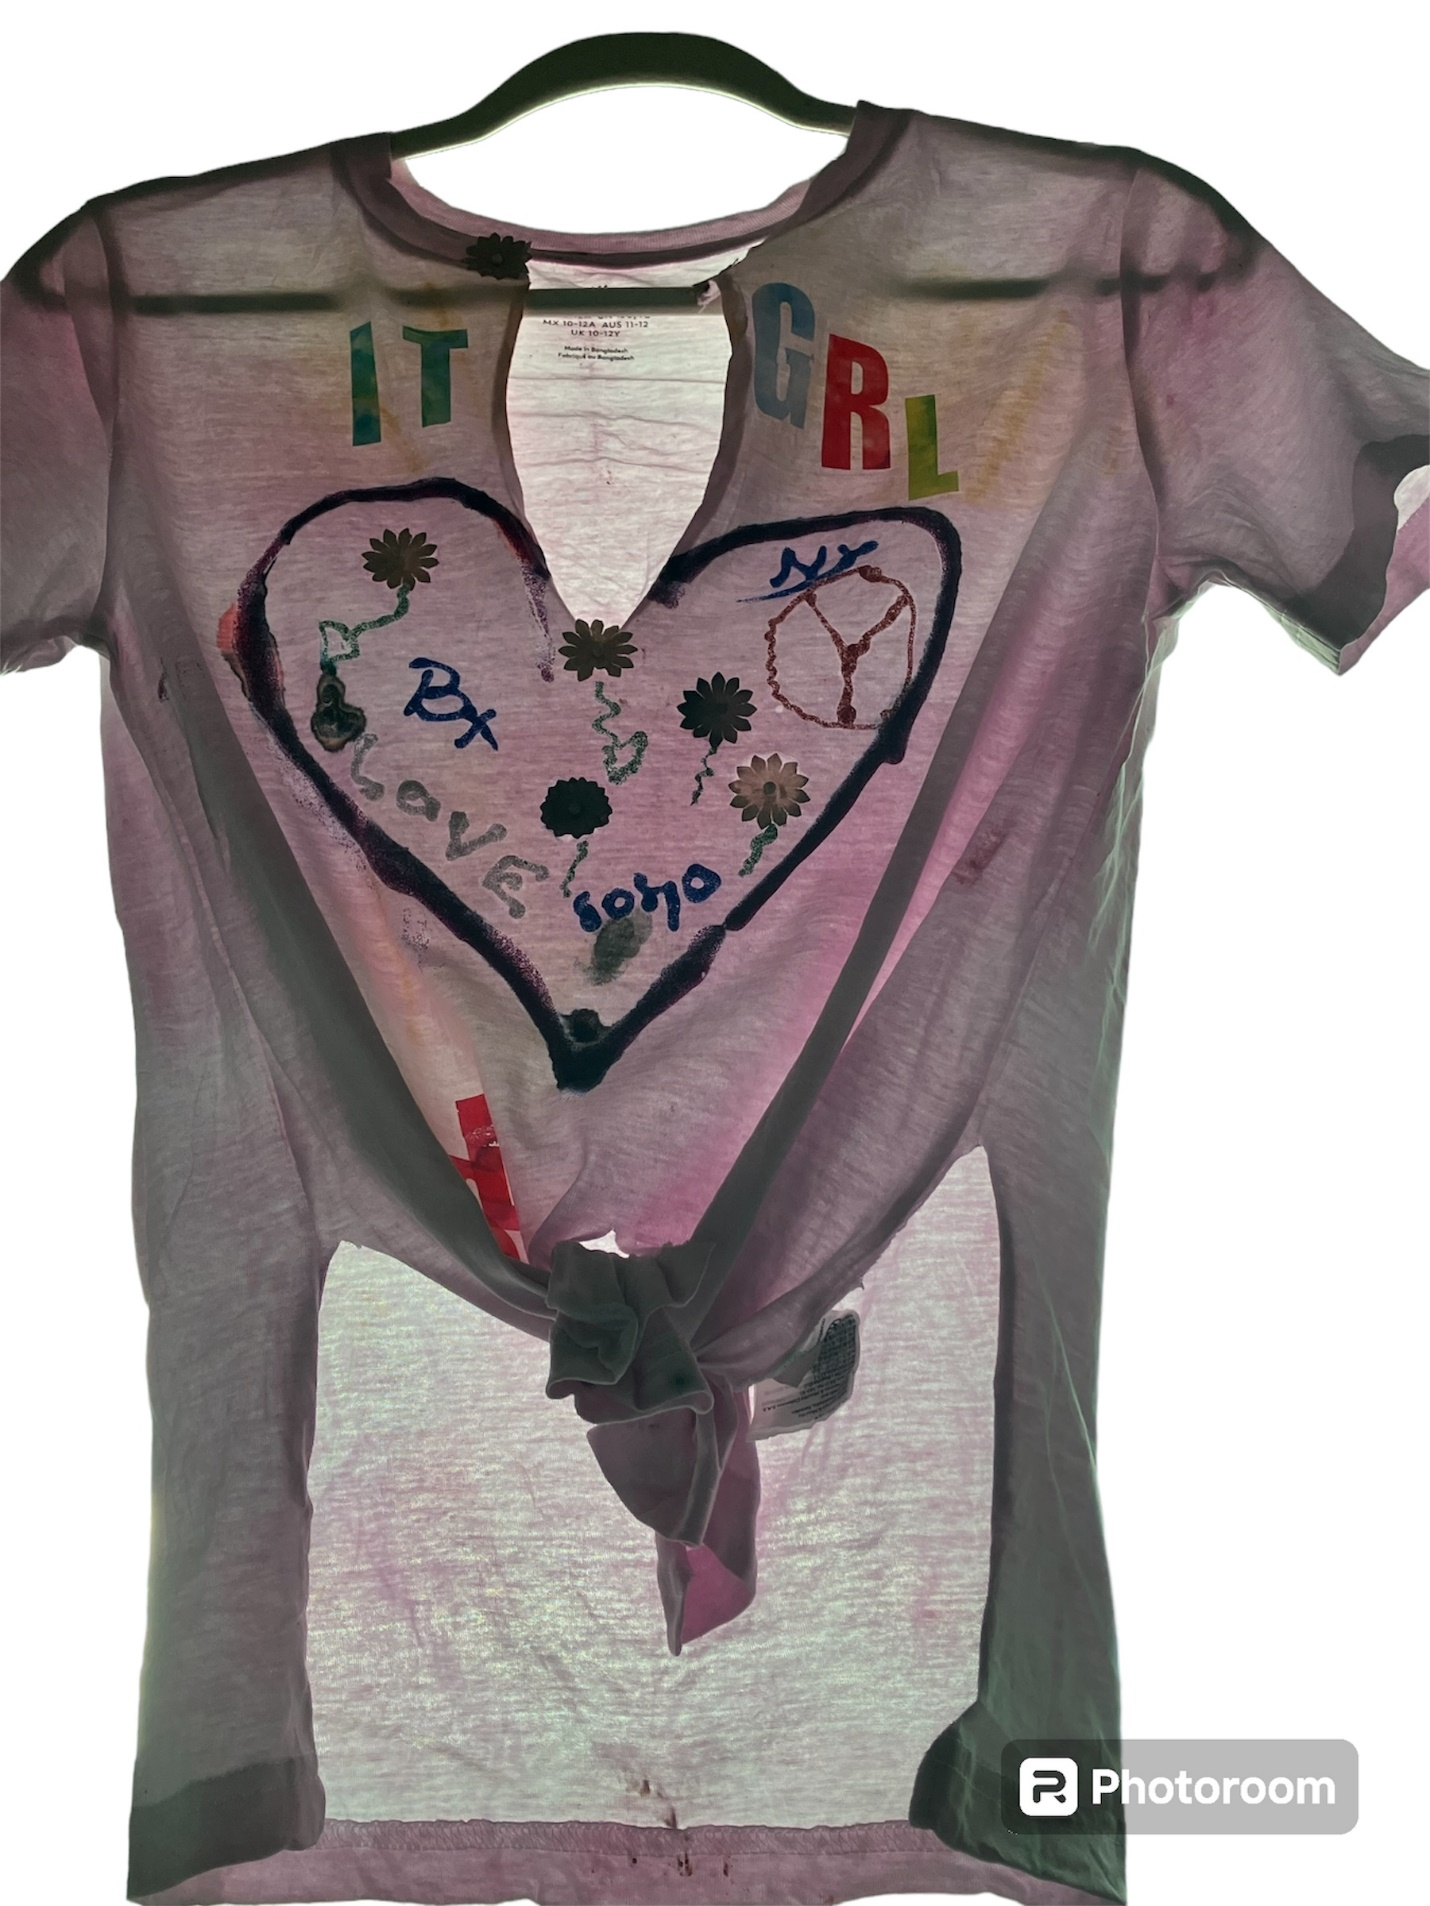 MX 10-12A AUS 11-12
UK 10-12Y
Made in Bangladesh
Fabriqué au Bangladesh
IT GRL
NY
Bx
LOVE
SOHO
Photoroom